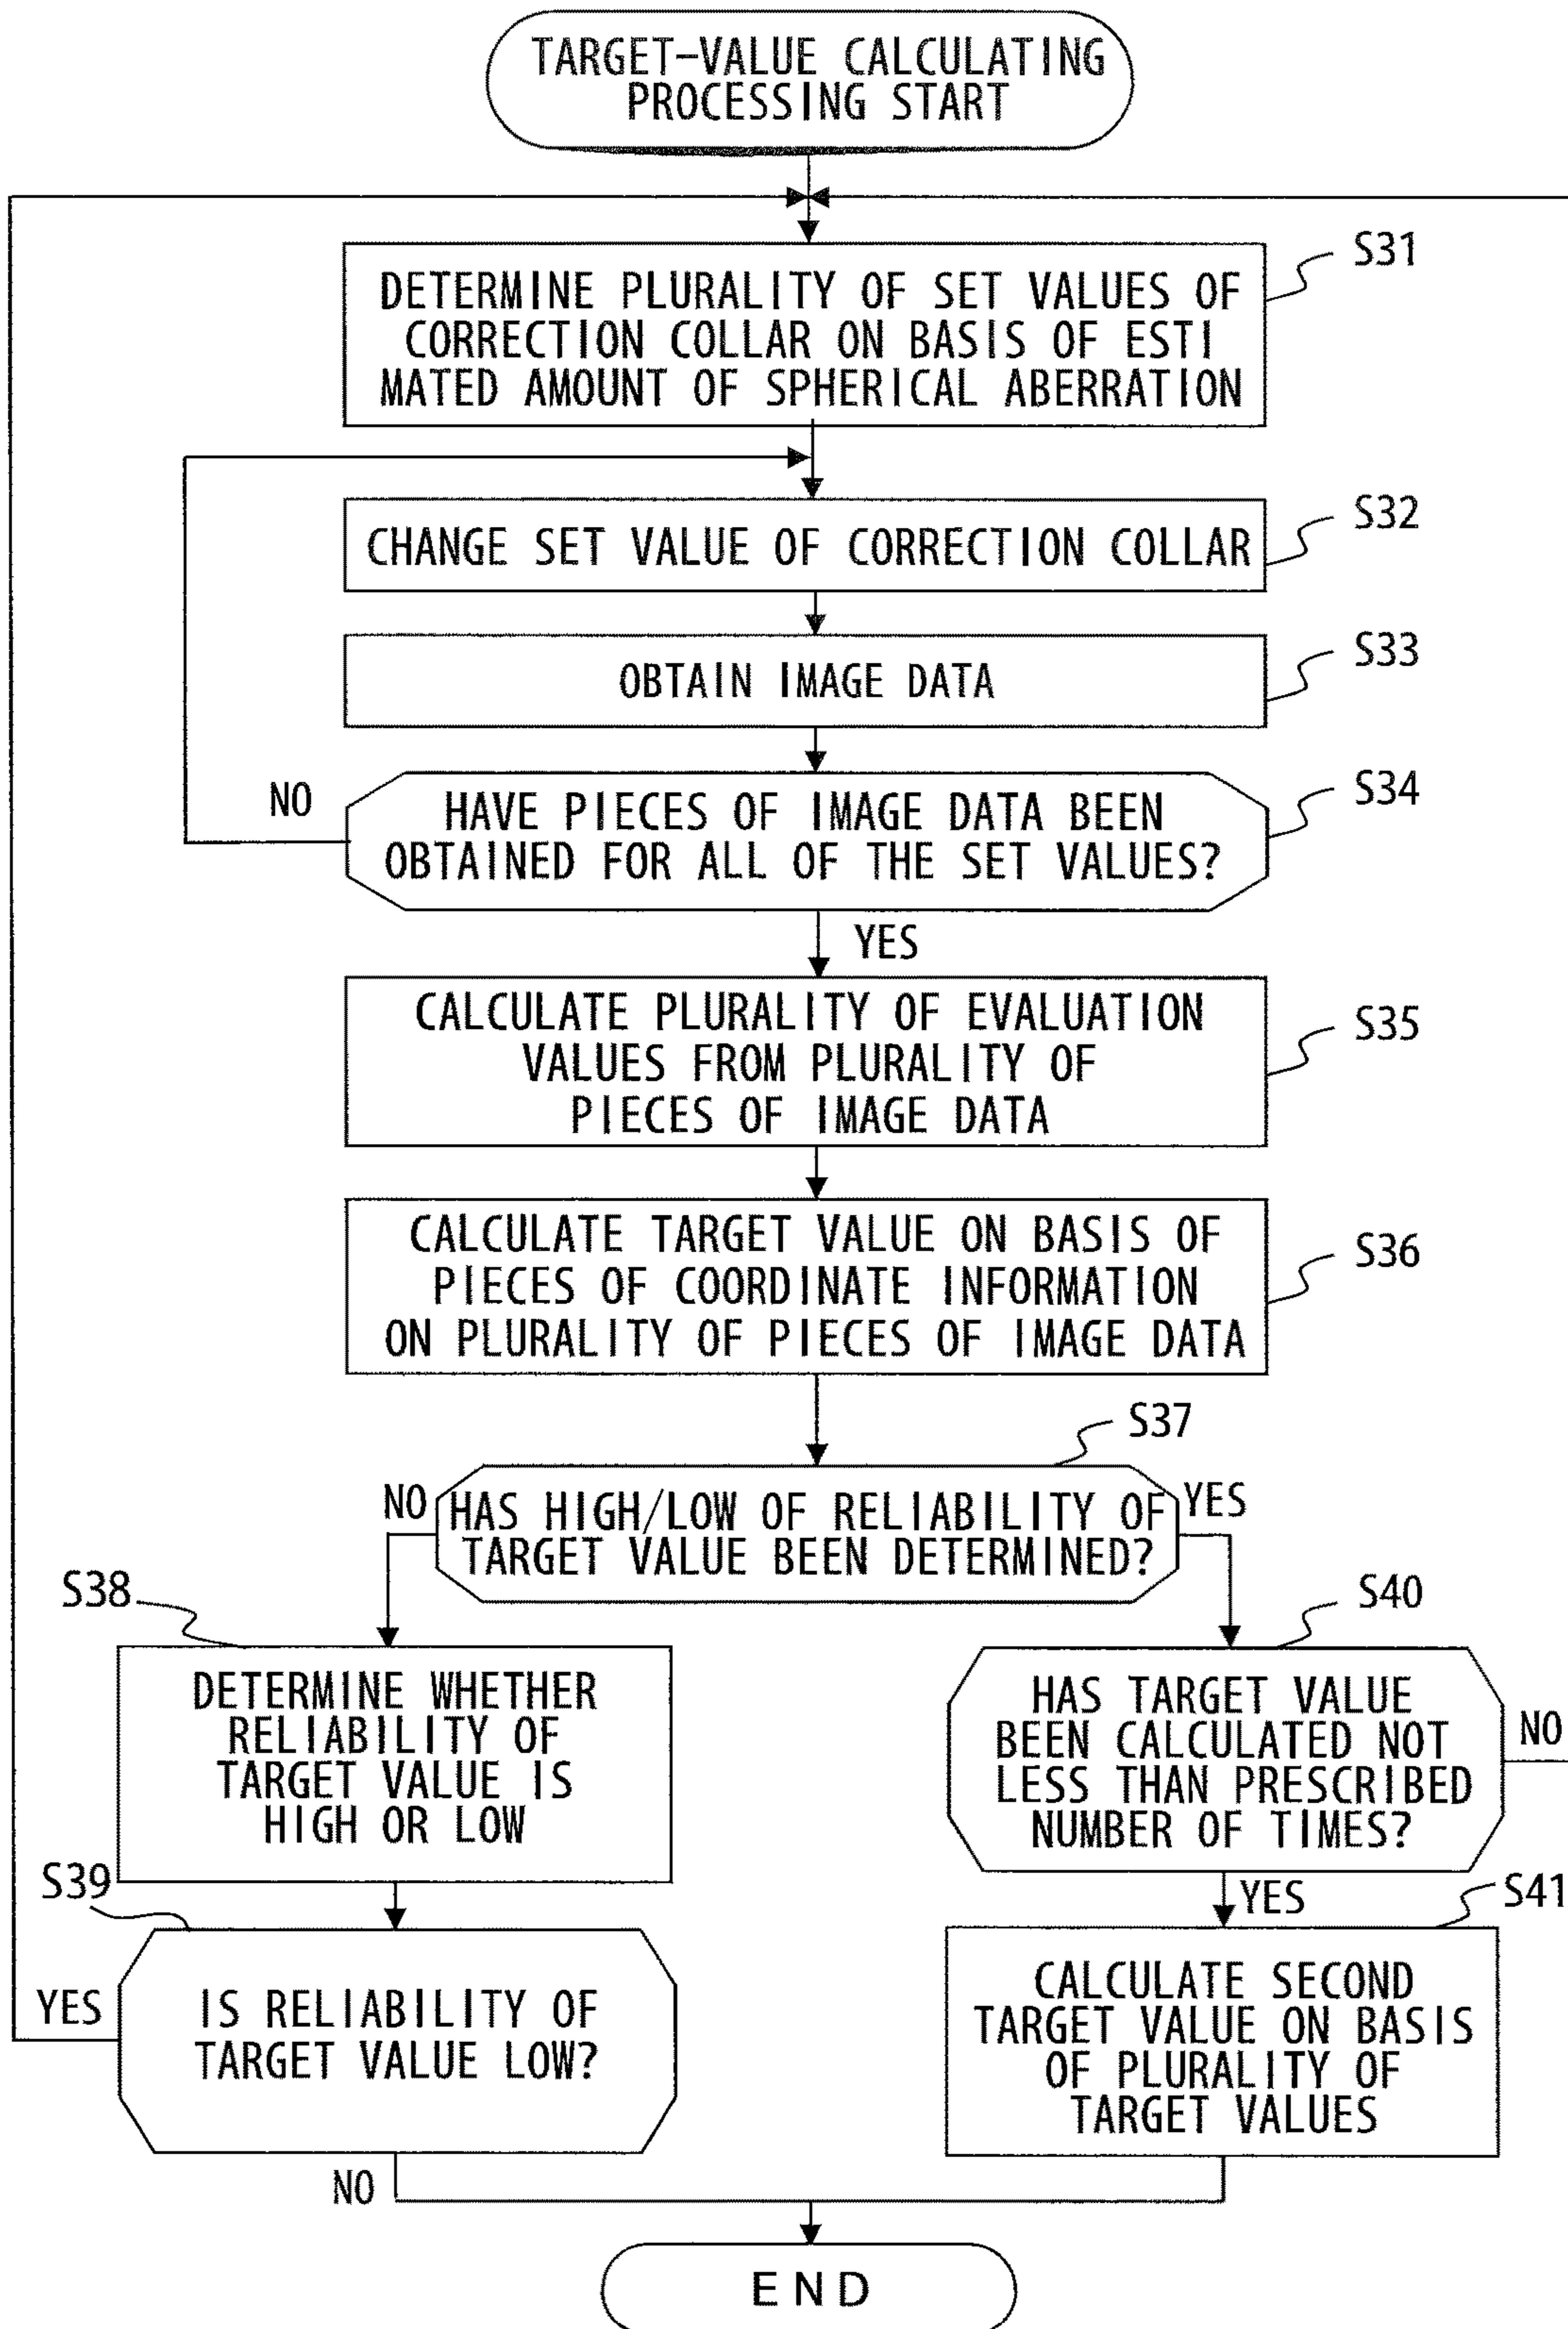 TARGET-VALUE CALCULATING
PROCESSING START
S31
DETERMINE PLURALITY OF SET VALUES OF
CORRECTION COLLAR ON BASIS OF ESTI
MATED AMOUNT OF SPHERICAL ABERRATION
S32
CHANGE SET VALUE OF CORRECTION COLLAR
S33
OBTAIN IMAGE DATA
S34
NO
HAVE PIECES OF IMAGE DATA BEEN
OBTAINED FOR ALL OF THE SET VALUES?
YES
S35
CALCULATE PLURALITY OF EVALUATION
VALUES FROM PLURALITY OF
PIECES OF IMAGE DATA
S36
CALCULATE TARGET VALUE ON BASIS OF
PIECES OF COORDINATE INFORMATION
ON PLURALITY OF PIECES OF IMAGE DATA
S37
NO
HAS HIGH/LOW OF RELIABILITY OF
TARGET VALUE BEEN DETERMINED?
YES
S38
DETERMINE WHETHER
RELIABILITY OF
TARGET VALUE IS
HIGH OR LOW
S40
HAS TARGET VALUE
BEEN CALCULATED NOT
LESS THAN PRESCRIBED
NUMBER OF TIMES?
NO
YES
S39
YES
IS RELIABILITY OF
TARGET VALUE LOW?
NO
S41
CALCULATE SECOND
TARGET VALUE ON BASIS
OF PLURALITY OF
TARGET VALUES
END